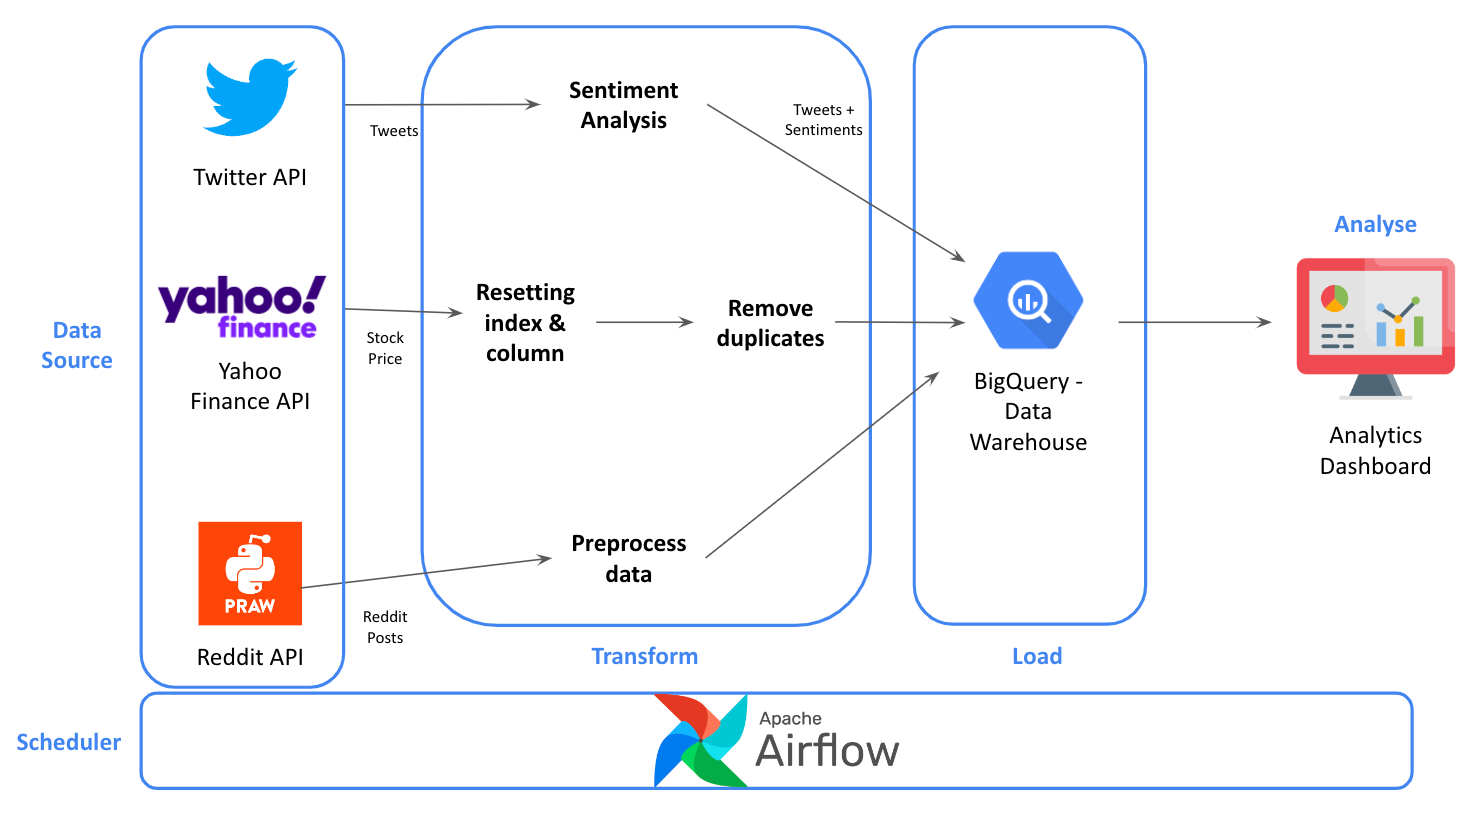 Twitter API
Tweets
Sentiment
Analysis
Tweets +
Sentiments
Data
Source
yahoo!
finance
Yahoo
Finance API
Stock
Price
Resetting
index &
column
Remove
duplicates
BigQuery -
Data
Warehouse
Analyse
Analytics
Dashboard
PRAW
Reddit API
Reddit
Posts
Preprocess
data
Transform
Load
Scheduler
Apache
Airflow